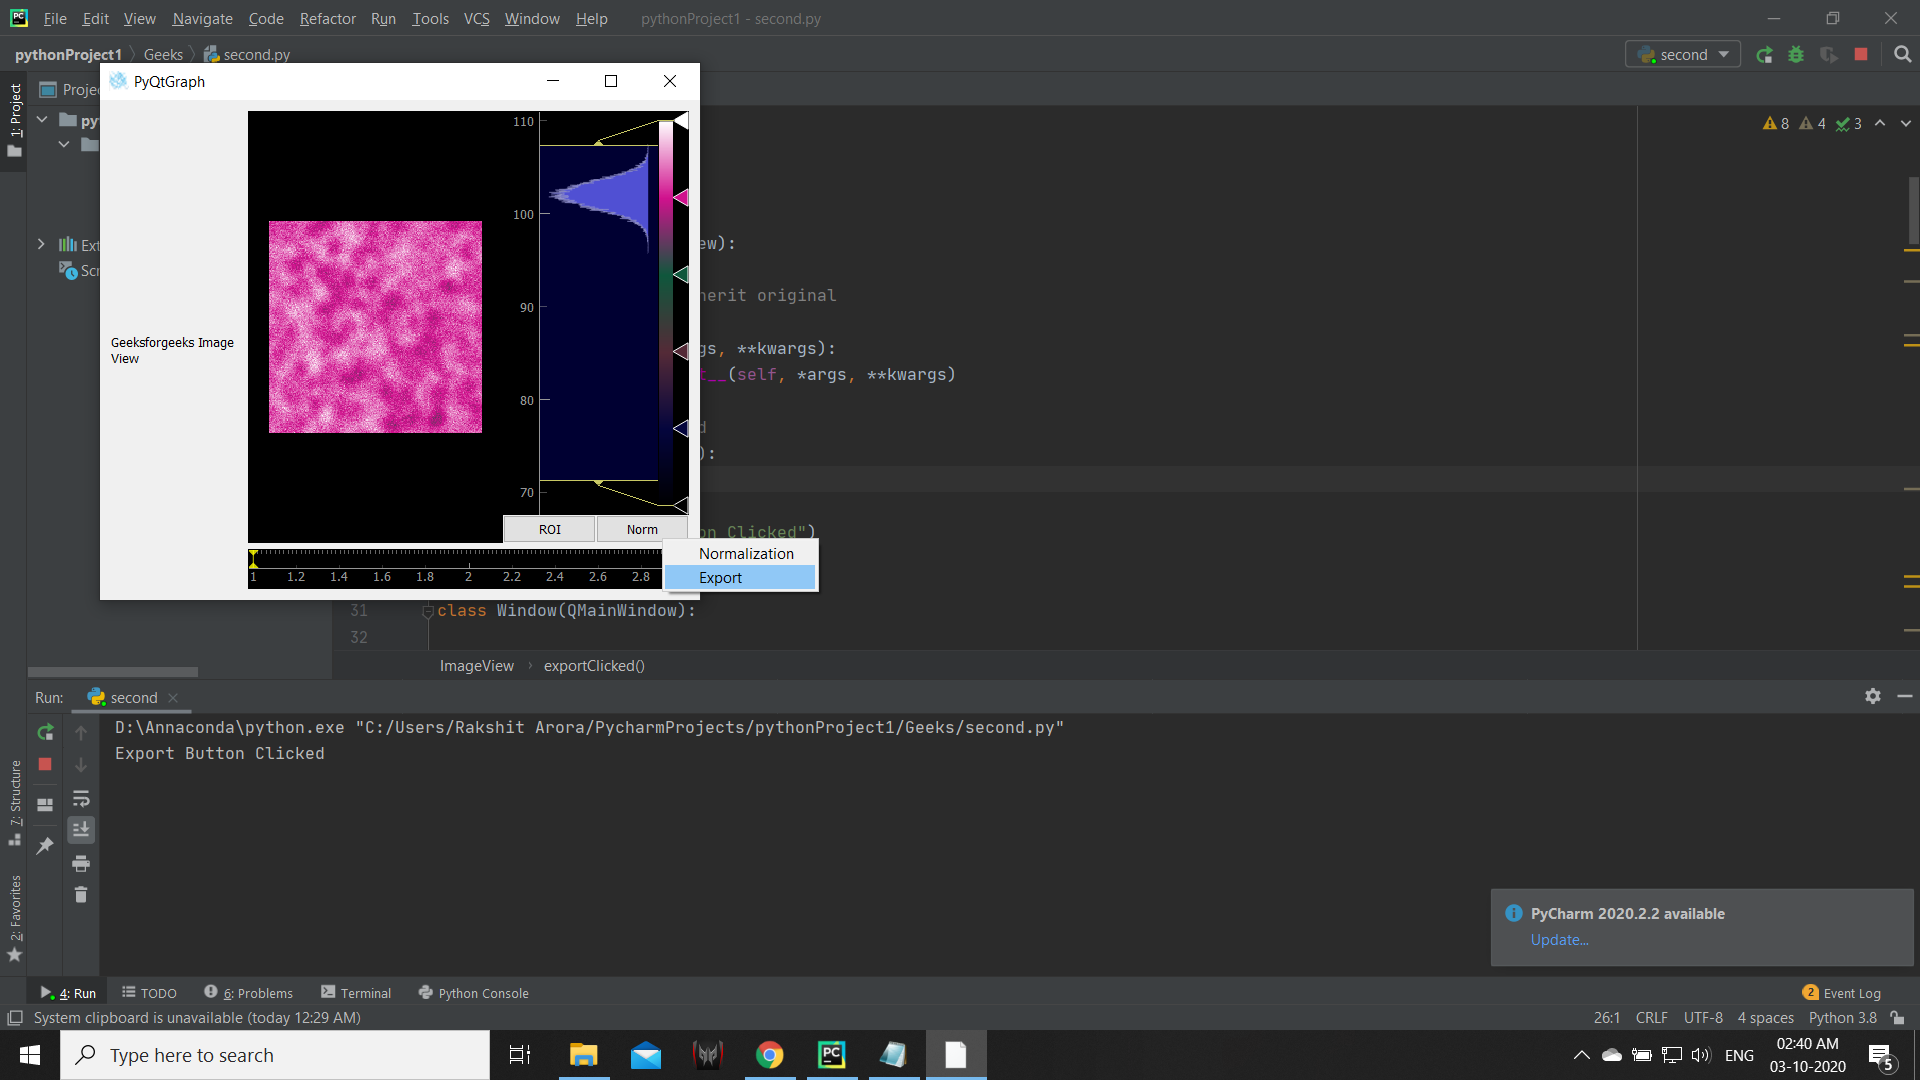 File Edit View Navigate Code Refactor Run Tools VCS Window Help pythonProject1 - second.py
pythonProject1 Geeks second.py
second
PyQtGraph
1: Project
Proje
py
Ext
Scr
8 4 3
Geeksforgeeks Image
View
110
100
90
80
70
ROI Norm
1 1.2 1.4 1.6 1.8 2 2.2 2.4 2.6 2.8
Normalization
Export
ew):
herit original
gs, **kwargs):
t__(self, *args, **kwargs)
d
):
on Clicked")
31 class Window(QMainWindow):
32
ImageView › exportClicked()
Run: second
D:\Annaconda\python.exe "C:/Users/Rakshit Arora/PycharmProjects/pythonProject1/Geeks/second.py"
Export Button Clicked
7: Structure
2: Favorites
PyCharm 2020.2.2 available
Update...
4: Run TODO 6: Problems Terminal Python Console
2 Event Log
System clipboard is unavailable (today 12:29 AM)
26:1 CRLF UTF-8 4 spaces Python 3.8
Type here to search
PC
ENG
02:40 AM
03-10-2020
5